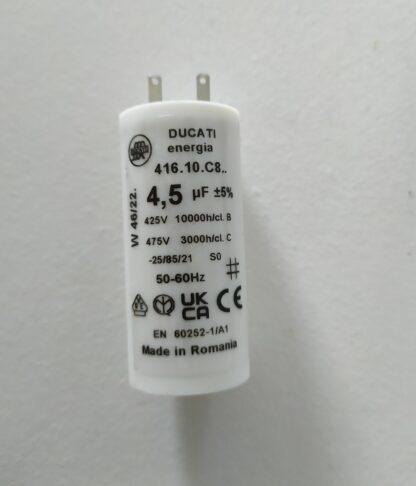 DUCATI
energia
416.10.C8..
4,5 µF ±5%
425V 10000h/cl. B
475V 3000h/cl. C
-25/85/21 S0
50-60Hz #
W 46/22.
UK
CA CE
EN 60252-1/A1
Made in Romania